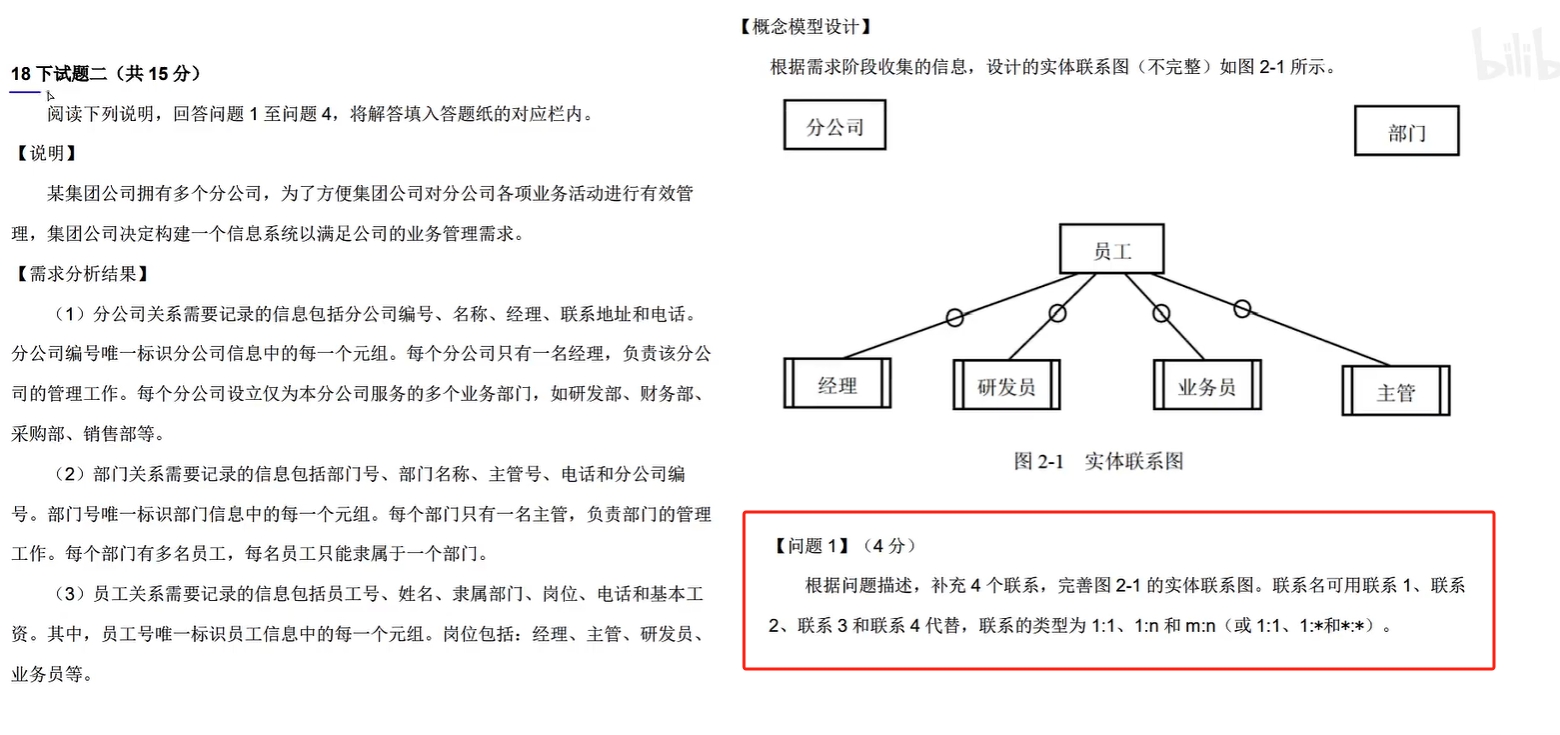 18 下试题二（共 15 分）
阅读下列说明，回答问题 1 至问题 4，将解答填入答题纸的对应栏内。
【说明】
某集团公司拥有多个分公司，为了方便集团公司对分公司各项业务活动进行有效管
理，集团公司决定构建一个信息系统以满足公司的业务管理需求。
【需求分析结果】
（1）分公司关系需要记录的信息包括分公司编号、名称、经理、联系地址和电话。
分公司编号唯一标识分公司信息中的每一个元组。每个分公司只有一名经理，负责该分公
司的管理工作。每个分公司设立仅为本分公司服务的多个业务部门，如研发部、财务部、
采购部、销售部等。
（2）部门关系需要记录的信息包括部门号、部门名称、主管号、电话和分公司编
号。部门号唯一标识部门信息中的每一个元组。每个部门只有一名主管，负责部门的管理
工作。每个部门有多名员工，每名员工只能隶属于一个部门。
（3）员工关系需要记录的信息包括员工号、姓名、隶属部门、岗位、电话和基本工
资。其中，员工号唯一标识员工信息中的每一个元组。岗位包括：经理、主管、研发员、
业务员等。
【概念模型设计】
根据需求阶段收集的信息，设计的实体联系图（不完整）如图 2-1 所示。
分公司
部门
员工
经理
研发员
业务员
主管
图 2-1 实体联系图
【问题 1】（4 分）
根据问题描述，补充 4 个联系，完善图 2-1 的实体联系图。联系名可用联系 1、联系
2、联系 3 和联系 4 代替，联系的类型为 1:1、1:n 和 m:n（或 1:1、1:*和*:*）。
bilib